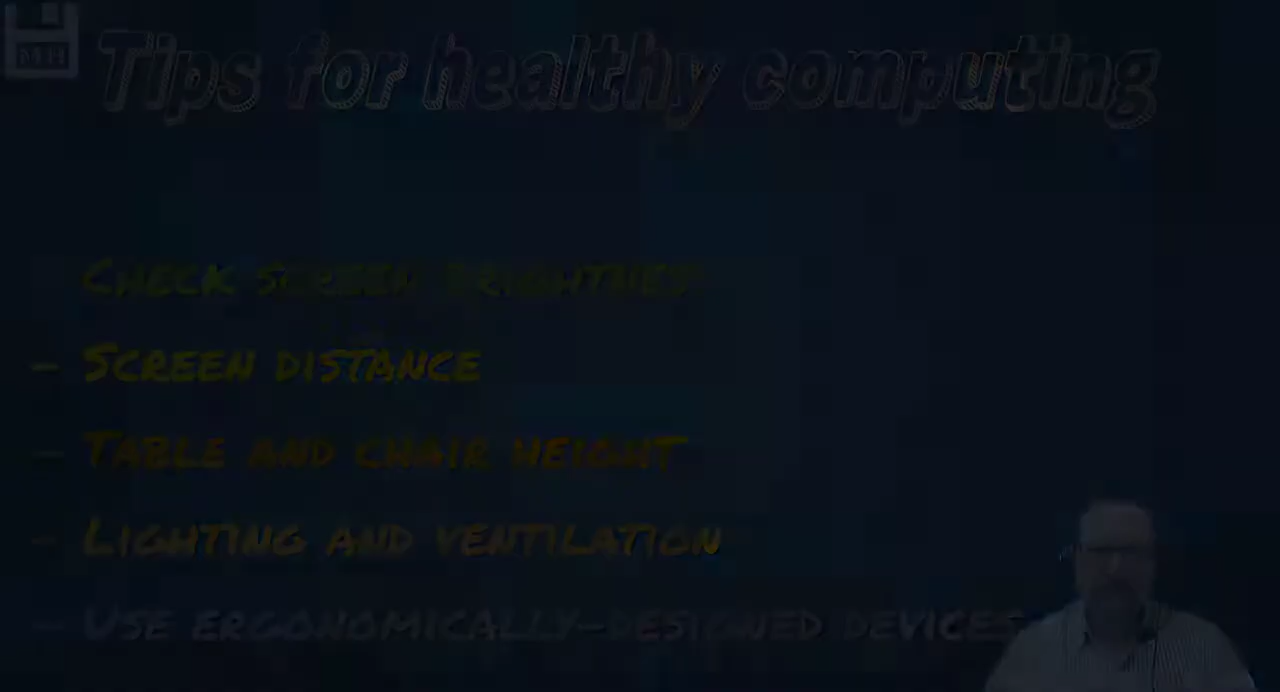 Tips for healthy computing
Check screen brightness
– Screen distance
– Table and chair height
– Lighting and ventilation
– Use ergonomically-designed devices